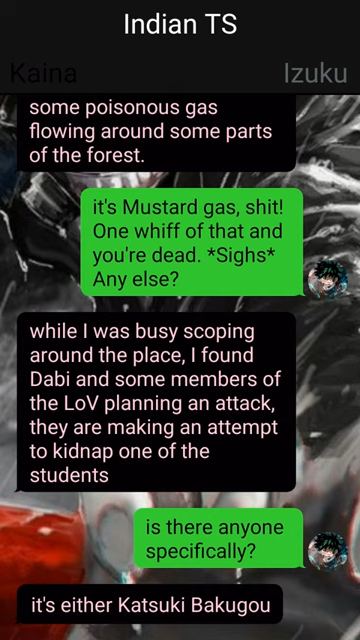 Indian TS
Kaina
Izuku
some poisonous gas
flowing around some parts
of the forest.
it's Mustard gas, shit!
One whiff of that and
you're dead. *Sighs*
Any else?
while I was busy scoping
around the place, I found
Dabi and some members of
the LoV planning an attack,
they are making an attempt
to kidnap one of the
students
is there anyone
specifically?
it's either Katsuki Bakugou